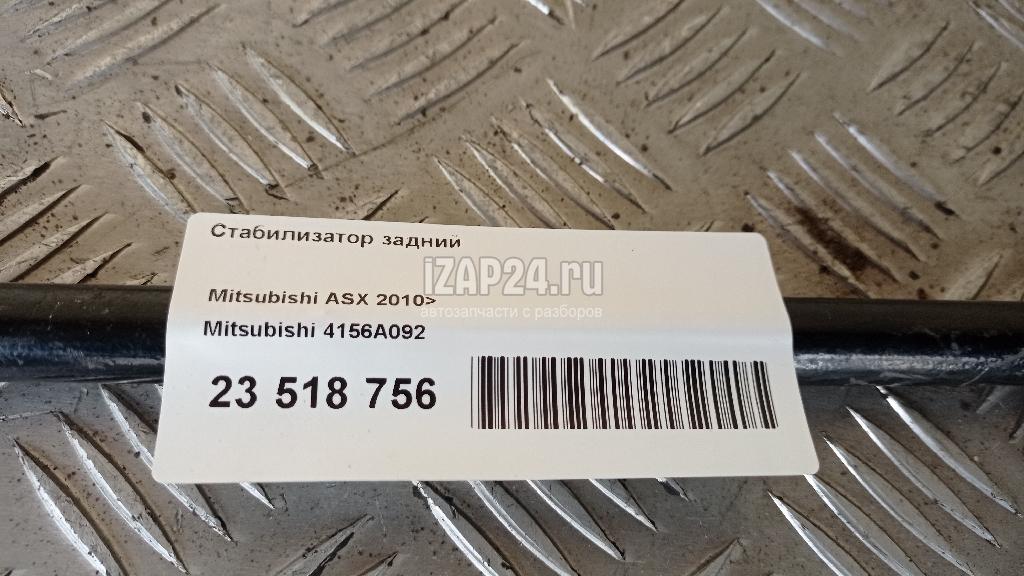 Стабилизатор задний
iZAP24.ru
Mitsubishi ASX 2010>
автозапчасти с разборов
Mitsubishi 4156A092
23 518 756